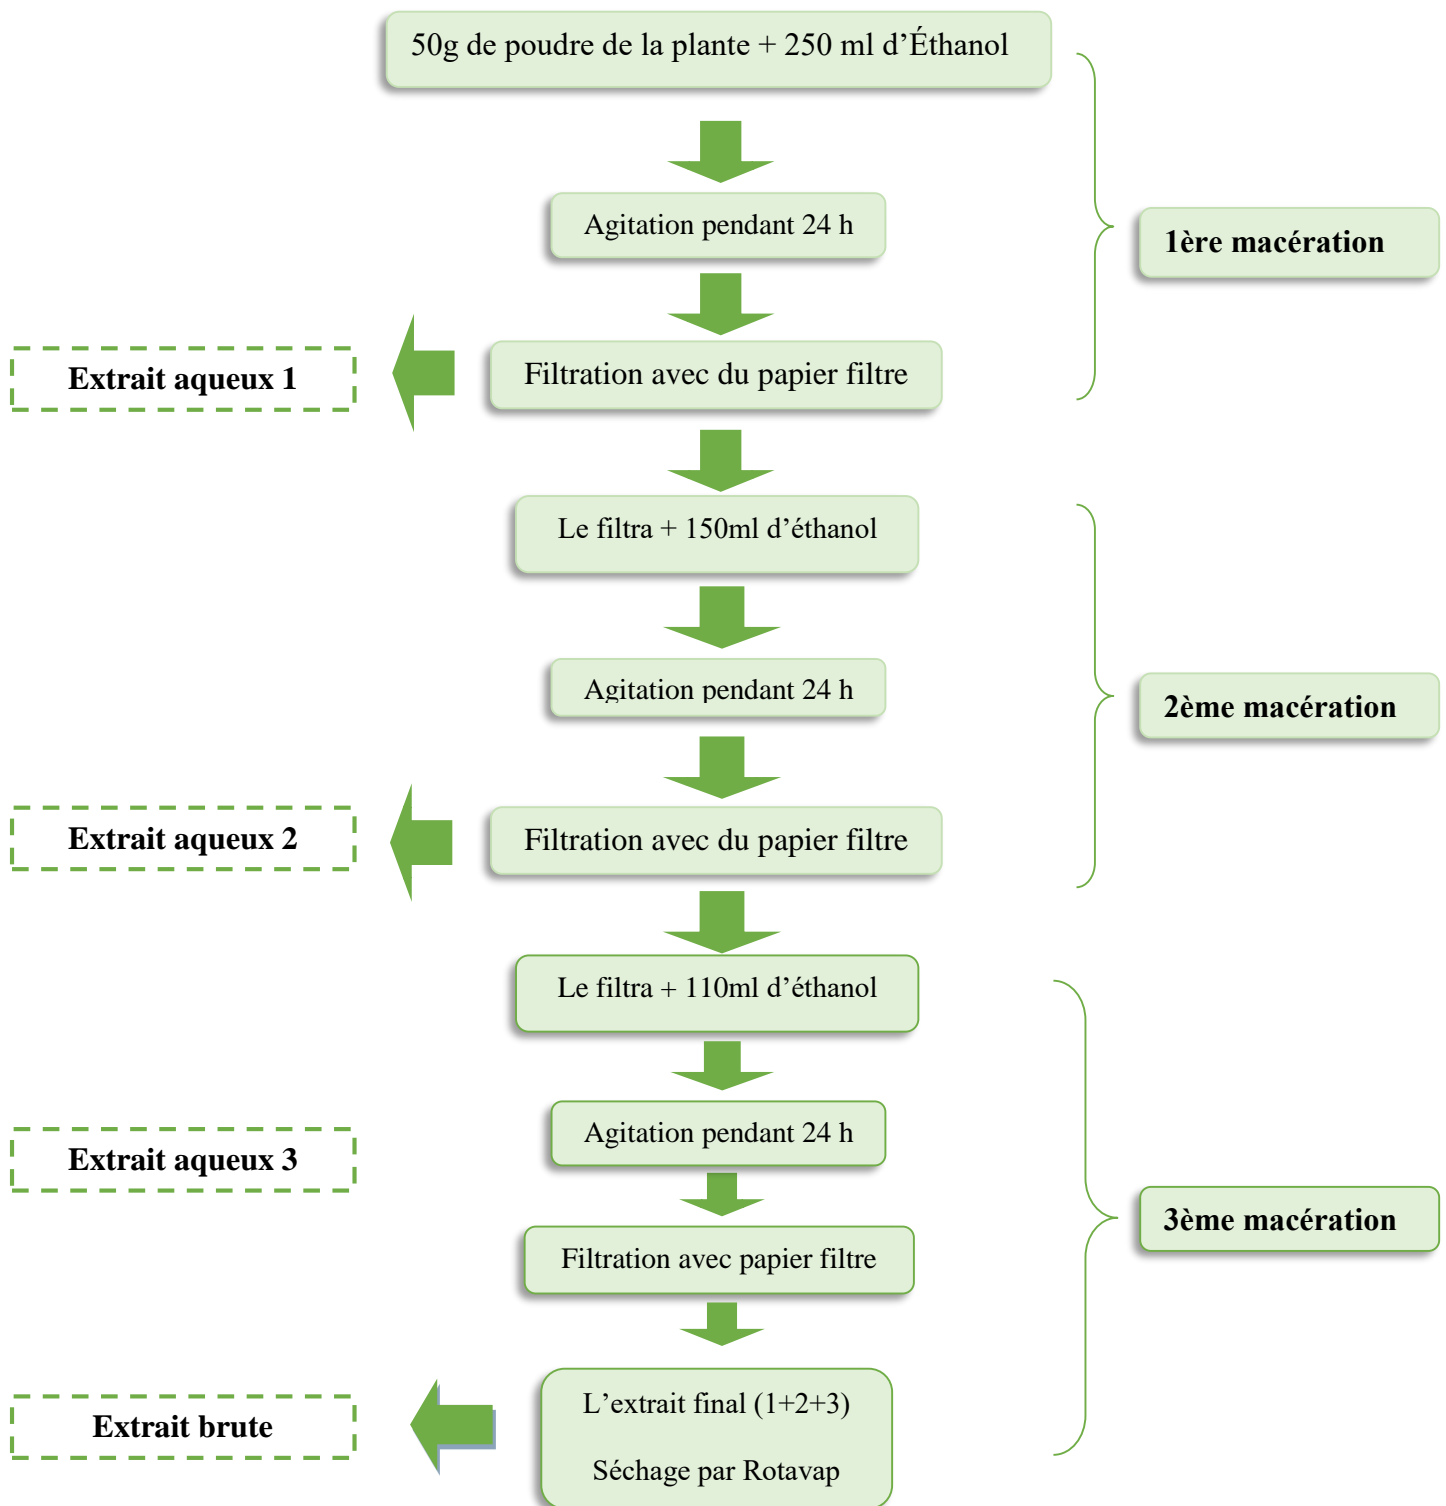 50g de poudre de la plante + 250 ml d’Éthanol
Agitation pendant 24 h
1ère macération
Extrait aqueux 1
Filtration avec du papier filtre
Le filtra + 150ml d’éthanol
Agitation pendant 24 h
2ème macération
Extrait aqueux 2
Filtration avec du papier filtre
Le filtra + 110ml d’éthanol
Agitation pendant 24 h
Extrait aqueux 3
3ème macération
Filtration avec papier filtre
L’extrait final (1+2+3)
Extrait brute
Séchage par Rotavap